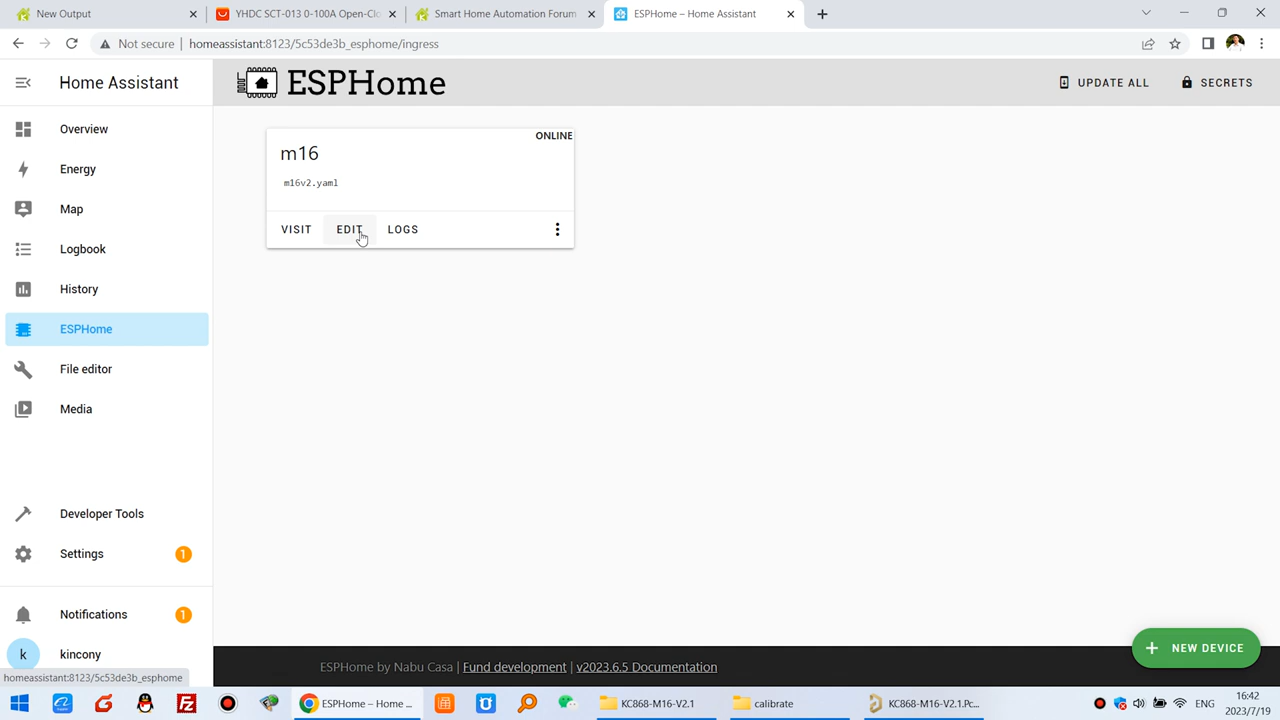 New Output
YHDC SCT-013 0-100A Open-Clo
Smart Home Automation Forum
ESPHome – Home Assistant
Not secure
homeassistant:8123/5c53de3b_esphome/ingress
Home Assistant
ESPHome
UPDATE ALL
SECRETS
Overview
Energy
Map
Logbook
History
ESPHome
File editor
Media
Developer Tools
Settings
1
Notifications
1
k
kincony
ONLINE
m16
m16v2.yaml
VISIT
EDIT
LOGS
NEW DEVICE
ESPHome by Nabu Casa | Fund development | v2023.6.5 Documentation
homeassistant:8123/5c53de3b_esphome
ESPHome – Home ...
KC868-M16-V2.1
calibrate
KC868-M16-V2.1.Pc...
ENG
16:42
2023/7/19